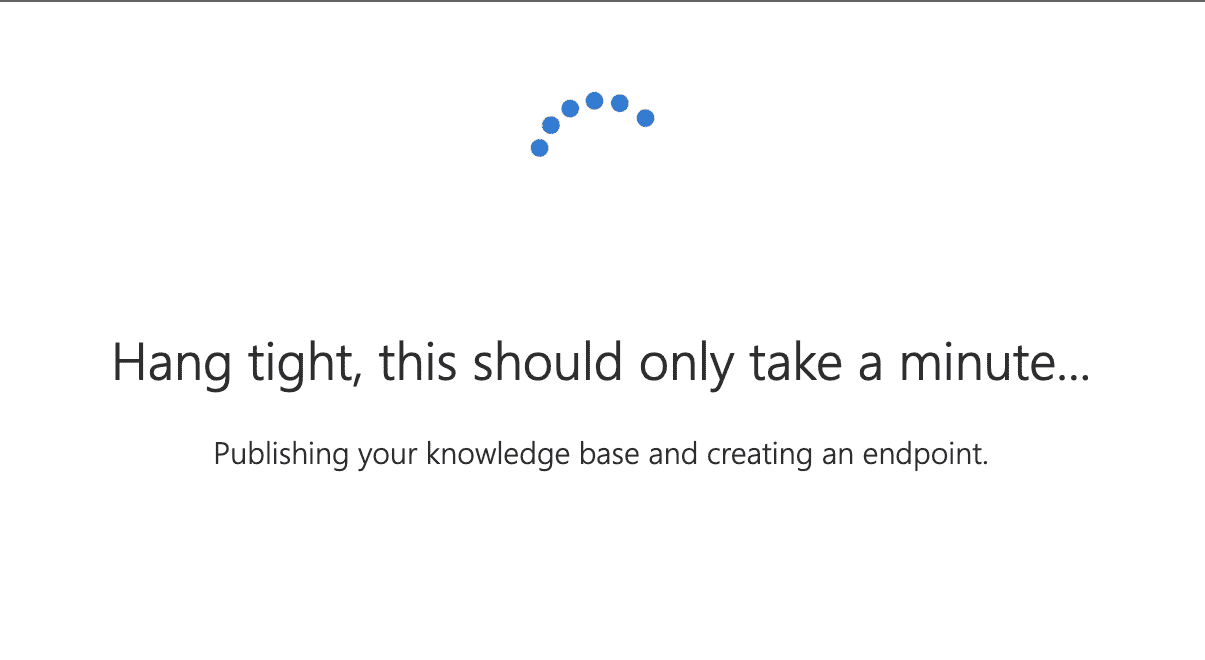 Hang tight, this should only take a minute...
Publishing your knowledge base and creating an endpoint.